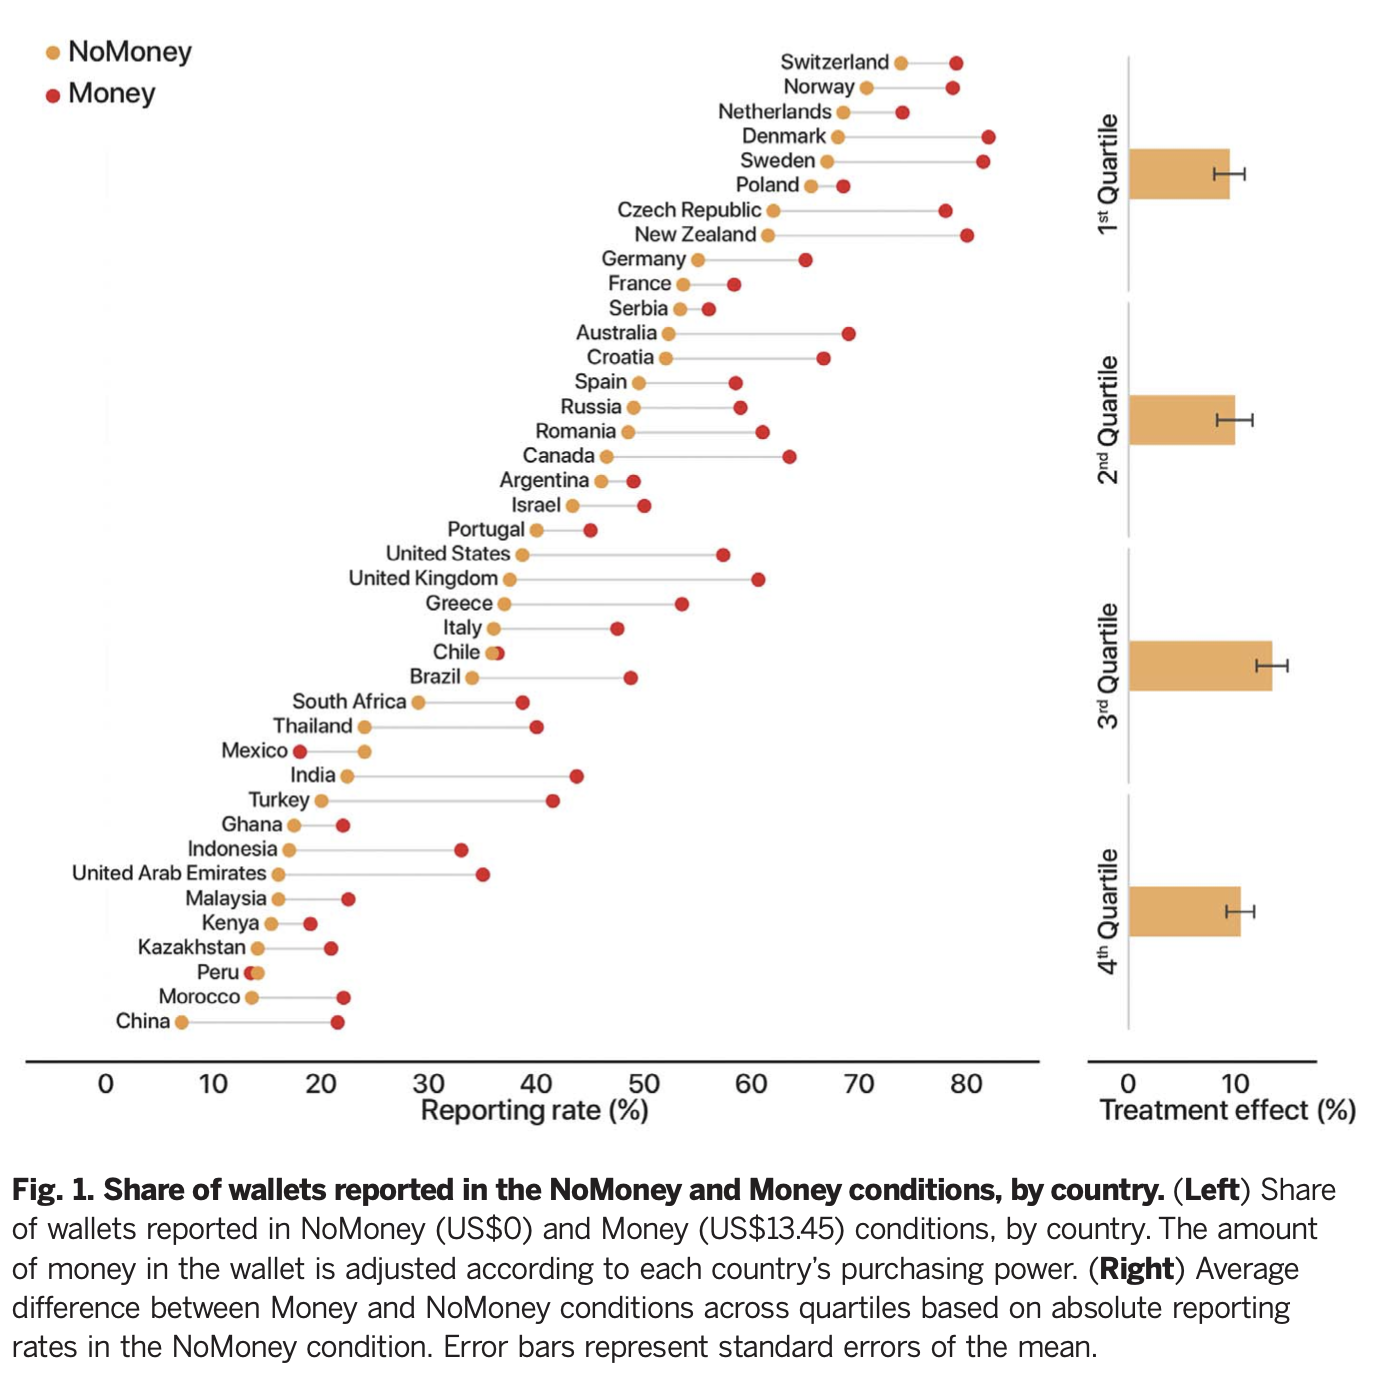 NoMoney
Money
Switzerland
Norway
Netherlands
Denmark
Sweden
Poland
Czech Republic
New Zealand
Germany
France
Serbia
Australia
Croatia
Spain
Russia
Romania
Canada
Argentina
Israel
Portugal
United States
United Kingdom
Greece
Italy
Chile
Brazil
South Africa
Thailand
Mexico
India
Turkey
Ghana
Indonesia
United Arab Emirates
Malaysia
Kenya
Kazakhstan
Peru
Morocco
China
0 10 20 30 40 50 60 70 80
Reporting rate (%)
1st Quartile
2nd Quartile
3rd Quartile
4th Quartile
0 10
Treatment effect (%)
Fig. 1. Share of wallets reported in the NoMoney and Money conditions, by country. (Left) Share
of wallets reported in NoMoney (US$0) and Money (US$13.45) conditions, by country. The amount
of money in the wallet is adjusted according to each country’s purchasing power. (Right) Average
difference between Money and NoMoney conditions across quartiles based on absolute reporting
rates in the NoMoney condition. Error bars represent standard errors of the mean.